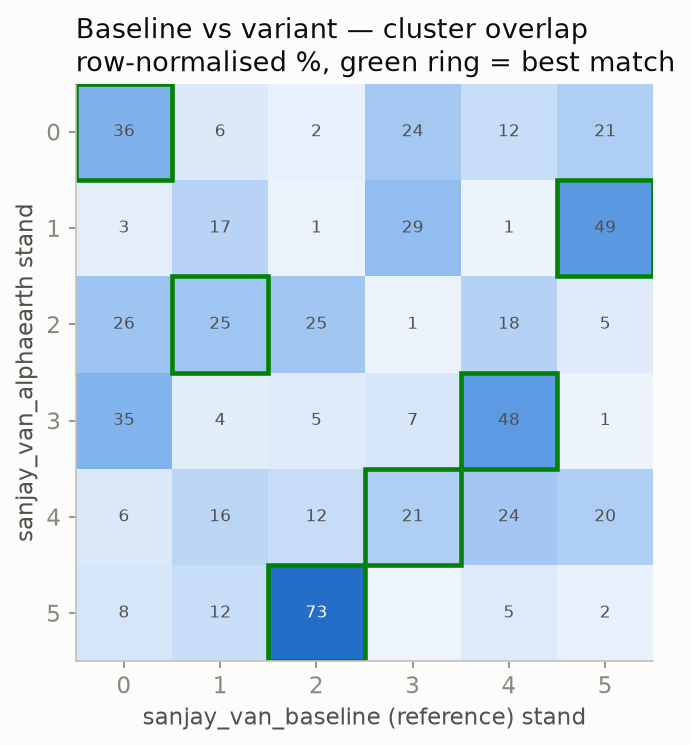 Baseline vs variant — cluster overlap
row-normalised %, green ring = best match
sanjay_van_alphaearth stand
0 36 6 2 24 12 21
1 3 17 1 29 1 49
2 26 25 25 1 18 5
3 35 4 5 7 48 1
4 6 16 12 21 24 20
5 8 12 73 5 2
0 1 2 3 4 5
sanjay_van_baseline (reference) stand